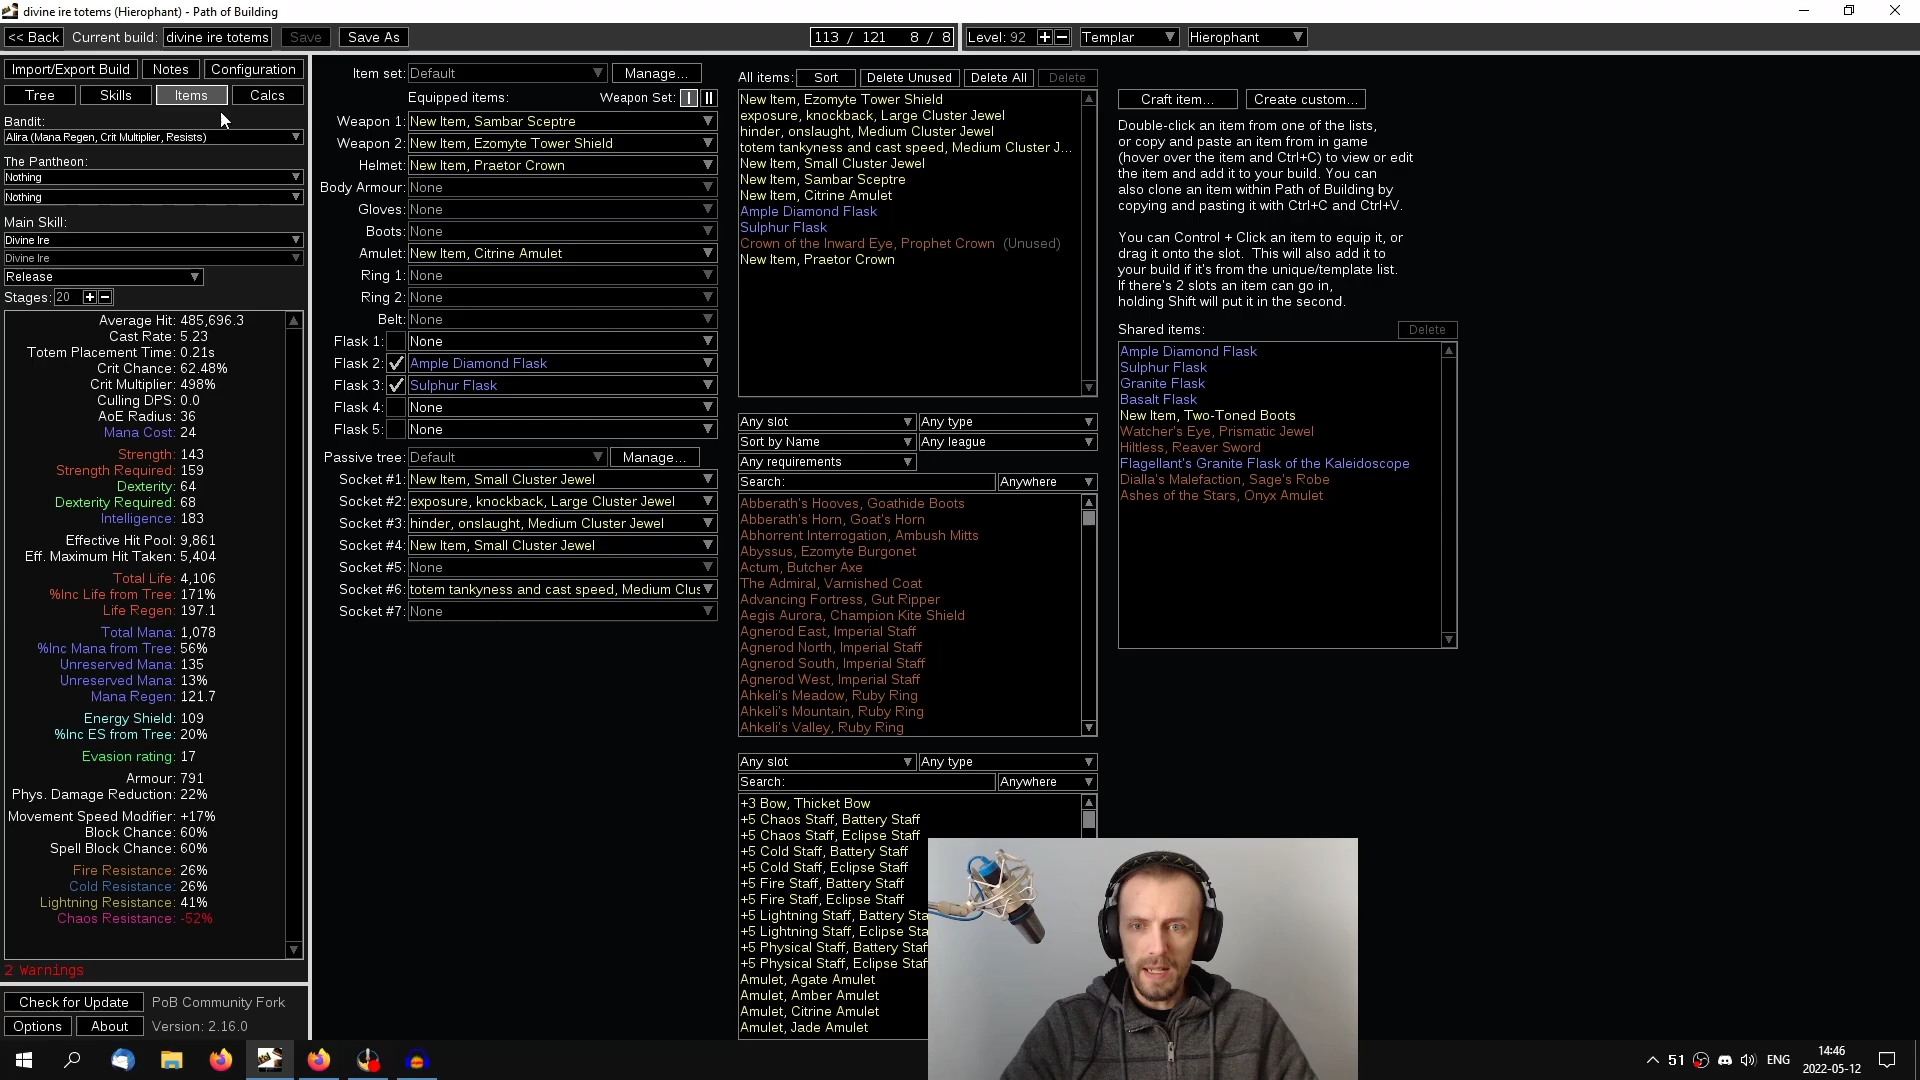 divine ire totems (Hierophant) - Path of Building
<< Back Current build: divine ire totems Save Save As 113 / 121 8 / 8 Level: 92 Templar Hierophant
Import/Export Build Notes Configuration
Tree Skills Items Calcs
Bandit:
Alira (Mana Regen, Crit Multiplier, Resists)
The Pantheon:
Nothing
Nothing
Main Skill:
Divine Ire
Divine Ire
Release
Stages: 20
Average Hit: 485,696.3
Cast Rate: 5.23
Totem Placement Time: 0.21s
Crit Chance: 62.48%
Crit Multiplier: 498%
Culling DPS: 0.0
AoE Radius: 36
Mana Cost: 24
Strength: 143
Strength Required: 159
Dexterity: 64
Dexterity Required: 68
Intelligence: 183
Effective Hit Pool: 9,861
Eff. Maximum Hit Taken: 5,404
Total Life: 4,106
%Inc Life from Tree: 171%
Life Regen: 197.1
Total Mana: 1,078
%Inc Mana from Tree: 56%
Unreserved Mana: 135
Unreserved Mana: 13%
Mana Regen: 121.7
Energy Shield: 109
%Inc ES from Tree: 20%
Evasion rating: 17
Armour: 791
Phys. Damage Reduction: 22%
Movement Speed Modifier: +17%
Block Chance: 60%
Spell Block Chance: 60%
Fire Resistance: 26%
Cold Resistance: 26%
Lightning Resistance: 41%
Chaos Resistance: -52%
2 Warnings
Check for Update PoB Community Fork
Options About Version: 2.16.0
Item set: Default Manage...
Equipped items: Weapon Set: I II
Weapon 1: New Item, Sambar Sceptre
Weapon 2: New Item, Ezomyte Tower Shield
Helmet: New Item, Praetor Crown
Body Armour: None
Gloves: None
Boots: None
Amulet: New Item, Citrine Amulet
Ring 1: None
Ring 2: None
Belt: None
Flask 1: None
Flask 2: Ample Diamond Flask
Flask 3: Sulphur Flask
Flask 4: None
Flask 5: None
Passive tree: Default Manage...
Socket #1: New Item, Small Cluster Jewel
Socket #2: exposure, knockback, Large Cluster Jewel
Socket #3: hinder, onslaught, Medium Cluster Jewel
Socket #4: New Item, Small Cluster Jewel
Socket #5: None
Socket #6: totem tankyness and cast speed, Medium Clus
Socket #7: None
All items: Sort Delete Unused Delete All Delete
New Item, Ezomyte Tower Shield
exposure, knockback, Large Cluster Jewel
hinder, onslaught, Medium Cluster Jewel
totem tankyness and cast speed, Medium Cluster J...
New Item, Small Cluster Jewel
New Item, Sambar Sceptre
New Item, Citrine Amulet
Ample Diamond Flask
Sulphur Flask
Crown of the Inward Eye, Prophet Crown (Unused)
New Item, Praetor Crown
Any slot Any type
Sort by Name Any league
Any requirements
Search: Anywhere
Abberath's Hooves, Goathide Boots
Abberath's Horn, Goat's Horn
Abhorrent Interrogation, Ambush Mitts
Abyssus, Ezomyte Burgonet
Actum, Butcher Axe
The Admiral, Varnished Coat
Advancing Fortress, Gut Ripper
Aegis Aurora, Champion Kite Shield
Agnerod East, Imperial Staff
Agnerod North, Imperial Staff
Agnerod South, Imperial Staff
Agnerod West, Imperial Staff
Ahkeli's Meadow, Ruby Ring
Ahkeli's Mountain, Ruby Ring
Ahkeli's Valley, Ruby Ring
Any slot Any type
Search: Anywhere
+3 Bow, Thicket Bow
+5 Chaos Staff, Battery Staff
+5 Chaos Staff, Eclipse Staff
+5 Cold Staff, Battery Staff
+5 Cold Staff, Eclipse Staff
+5 Fire Staff, Battery Staff
+5 Fire Staff, Eclipse Staff
+5 Lightning Staff, Battery Sta
+5 Lightning Staff, Eclipse Sta
+5 Physical Staff, Battery Staf
+5 Physical Staff, Eclipse Staf
Amulet, Agate Amulet
Amulet, Amber Amulet
Amulet, Citrine Amulet
Amulet, Jade Amulet
Craft item... Create custom...
Double-click an item from one of the lists,
or copy and paste an item from in game
(hover over the item and Ctrl+C) to view or edit
the item and add it to your build. You can
also clone an item within Path of Building by
copying and pasting it with Ctrl+C and Ctrl+V.
You can Control + Click an item to equip it, or
drag it onto the slot. This will also add it to
your build if it's from the unique/template list.
If there's 2 slots an item can go in,
holding Shift will put it in the second.
Shared items: Delete
Ample Diamond Flask
Sulphur Flask
Granite Flask
Basalt Flask
New Item, Two-Toned Boots
Watcher's Eye, Prismatic Jewel
Hiltless, Reaver Sword
Flagellant's Granite Flask of the Kaleidoscope
Dialla's Malefaction, Sage's Robe
Ashes of the Stars, Onyx Amulet
51 ENG 14:46
2022-05-12